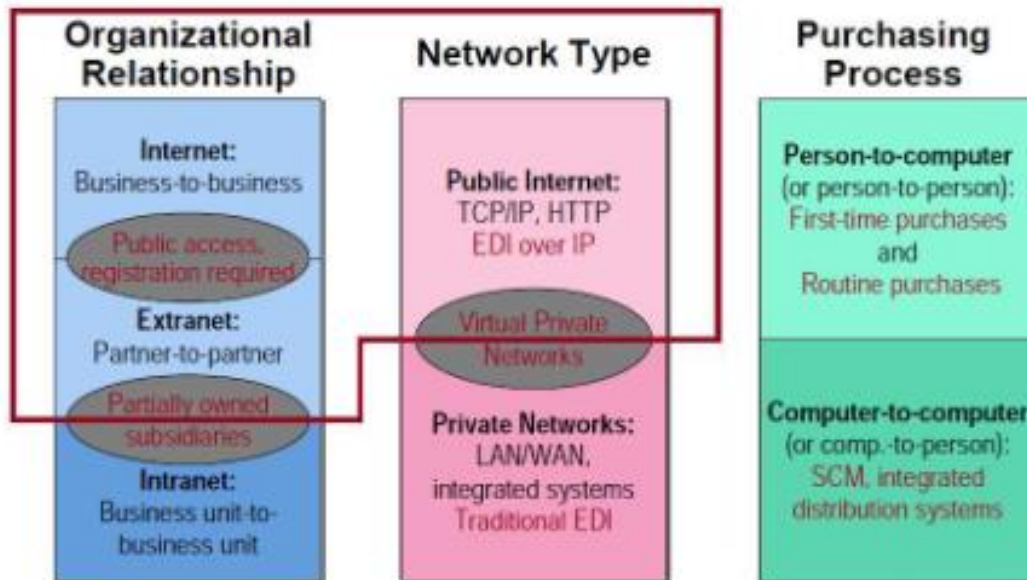 Organizational
Relationship
Internet:
Business-to-business
Public access,
registration required
Extranet:
Partner-to-partner
Partially owned
subsidiaries
Intranet:
Business unit-to-
business unit
Network Type
Public Internet:
TCP/IP, HTTP
EDI over IP
Virtual Private
Networks
Private Networks:
LAN/WAN,
integrated systems
Traditional EDI
Purchasing
Process
Person-to-computer
(or person-to-person):
First-time purchases
and
Routine purchases
Computer-to-computer
(or comp.-to-person):
SCM, integrated
distribution systems